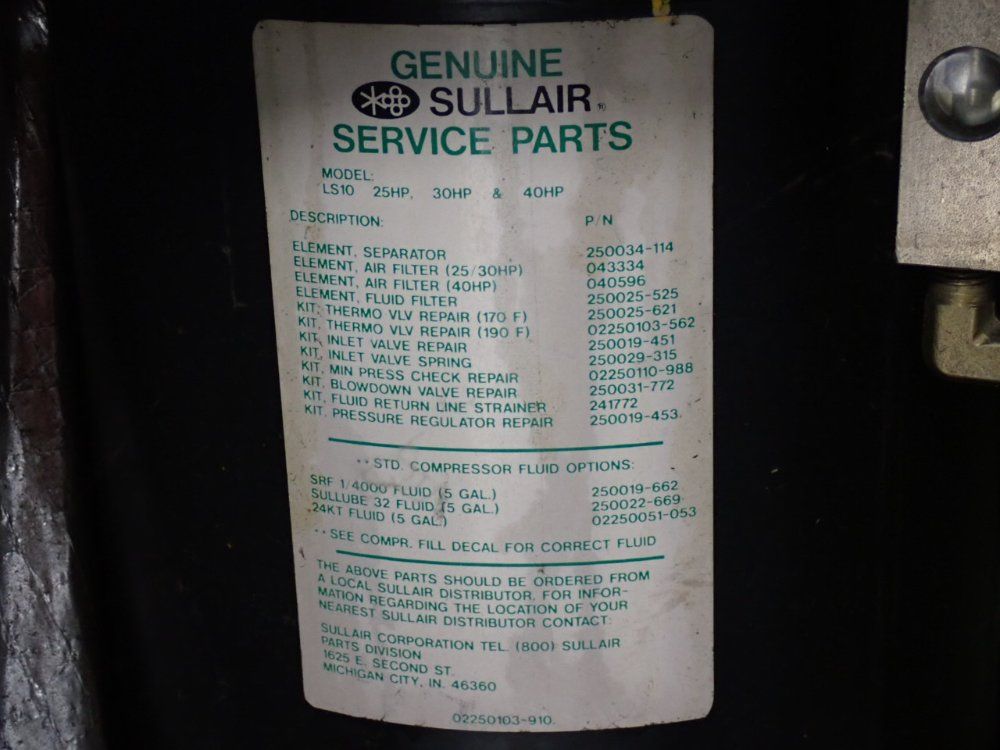 GENUINE
SULLAIR®
SERVICE PARTS
MODEL:
LS10 25HP, 30HP & 40HP
DESCRIPTION: P/N
ELEMENT, SEPARATOR 250034-114
ELEMENT, AIR FILTER (25/30HP) 043334
ELEMENT, AIR FILTER (40HP) 040596
ELEMENT, FLUID FILTER 250025-525
KIT, THERMO VLV REPAIR (170 F) 250025-621
KIT, THERMO VLV REPAIR (190 F) 02250103-562
KIT, INLET VALVE REPAIR 250019-451
KIT, INLET VALVE SPRING 250029-315
KIT, MIN PRESS CHECK REPAIR 02250110-988
KIT, BLOWDOWN VALVE REPAIR 250031-772
KIT, FLUID RETURN LINE STRAINER 241772
KIT, PRESSURE REGULATOR REPAIR 250019-453
**STD. COMPRESSOR FLUID OPTIONS:
SRF 1/4000 FLUID (5 GAL.) 250019-662
SULLUBE 32 FLUID (5 GAL.) 250022-669
24KT FLUID (5 GAL.) 02250051-053
**SEE COMPR. FILL DECAL FOR CORRECT FLUID
THE ABOVE PARTS SHOULD BE ORDERED FROM
A LOCAL SULLAIR DISTRIBUTOR. FOR INFOR-
MATION REGARDING THE LOCATION OF YOUR
NEAREST SULLAIR DISTRIBUTOR CONTACT:
SULLAIR CORPORATION TEL. (800) SULLAIR
PARTS DIVISION
1625 E. SECOND ST.
MICHIGAN CITY, IN. 46360
02250103-910.